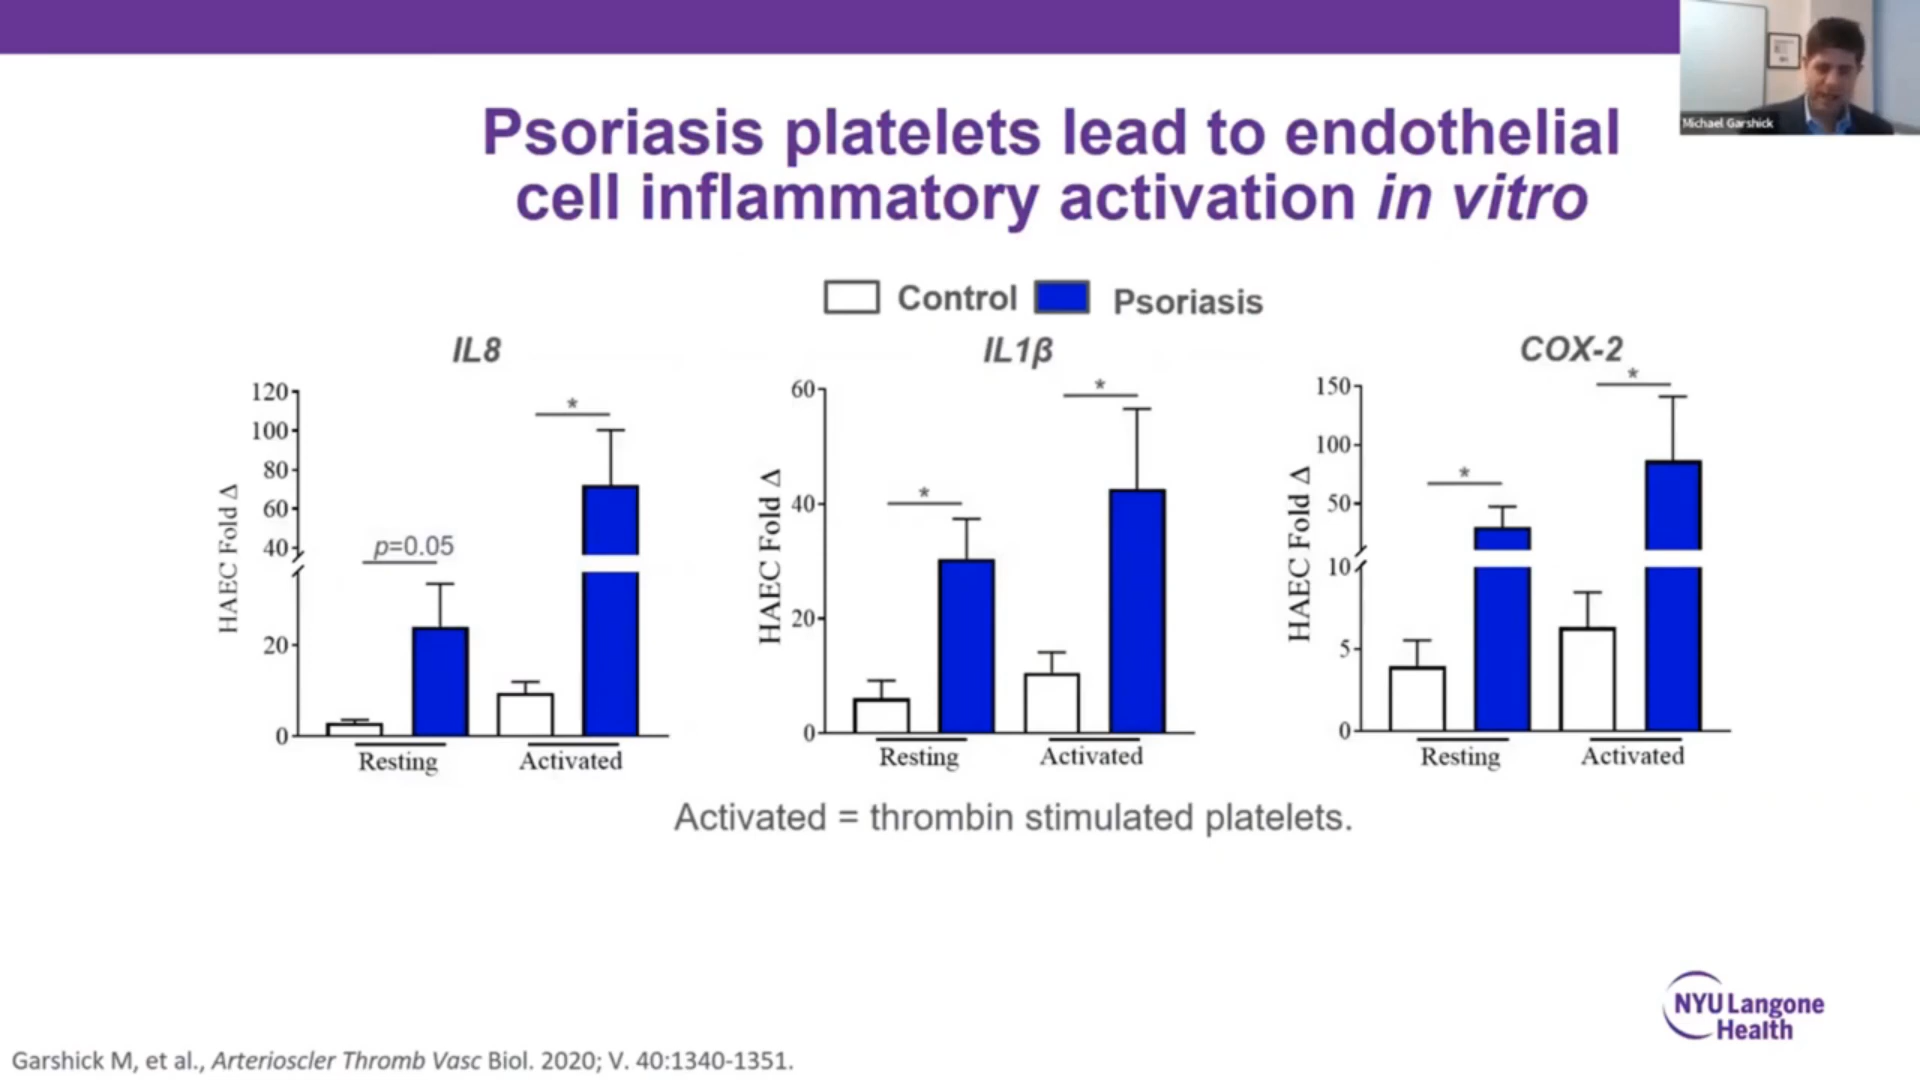 Michael Garshick
Psoriasis platelets lead to endothelial
cell inflammatory activation in vitro
Control Psoriasis
IL8
HAEC Fold Δ
120
100
80
60
40
20
0
p=0.05
*
Resting Activated
IL1β
HAEC Fold Δ
60
40
20
0
*
*
Resting Activated
COX-2
HAEC Fold Δ
150
100
50
10
5
0
*
*
Resting Activated
Activated = thrombin stimulated platelets.
NYU Langone
Health
Garshick M, et al., Arterioscler Thromb Vasc Biol. 2020; V. 40:1340-1351.